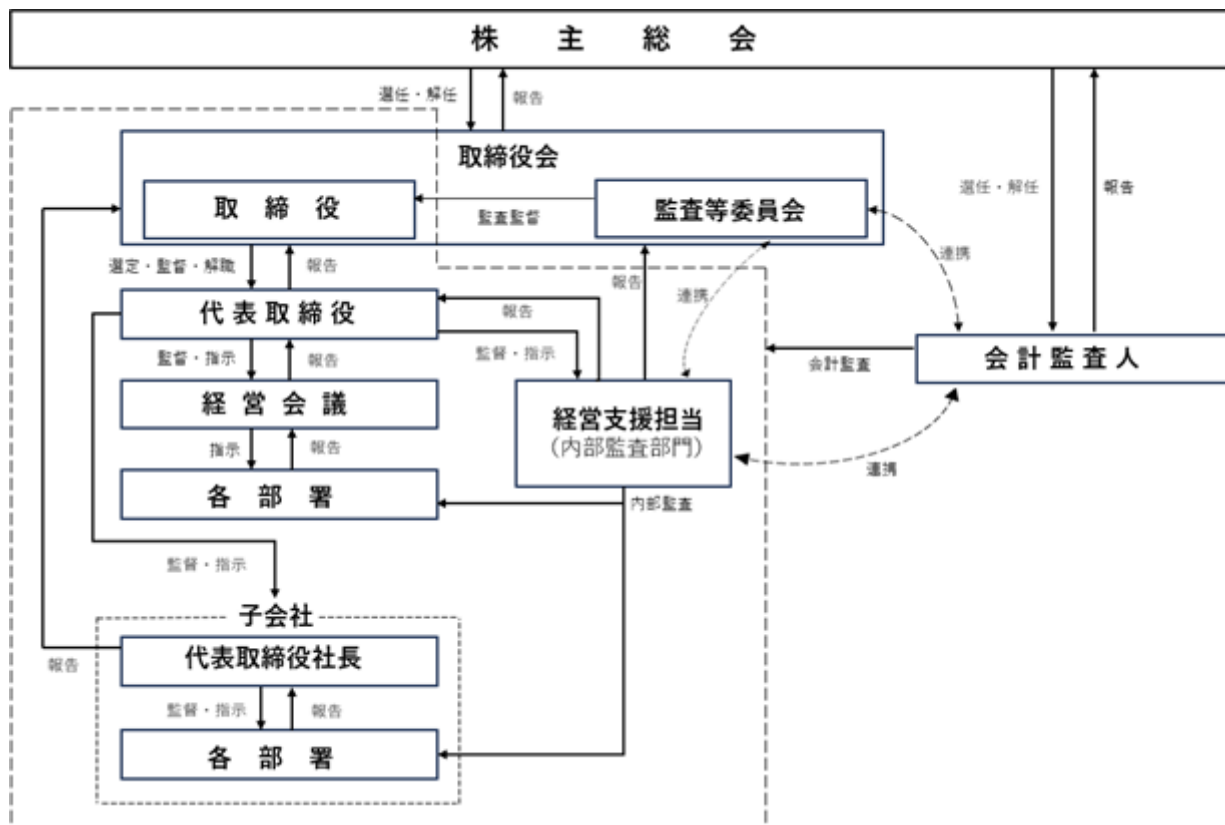 株主総会
選任・解任
報告
取締役会
取締役
監査監督
監査等委員会
選任・解任
報告
連携
選定・監督・解職
報告
報告
連携
代表取締役
報告
監督・指示
報告
監督・指示
会計監査
会計監査人
経営会議
経営支援担当
(内部監査部門)
指示
報告
連携
各部署
内部監査
監督・指示
子会社
代表取締役社長
報告
監督・指示
報告
各部署